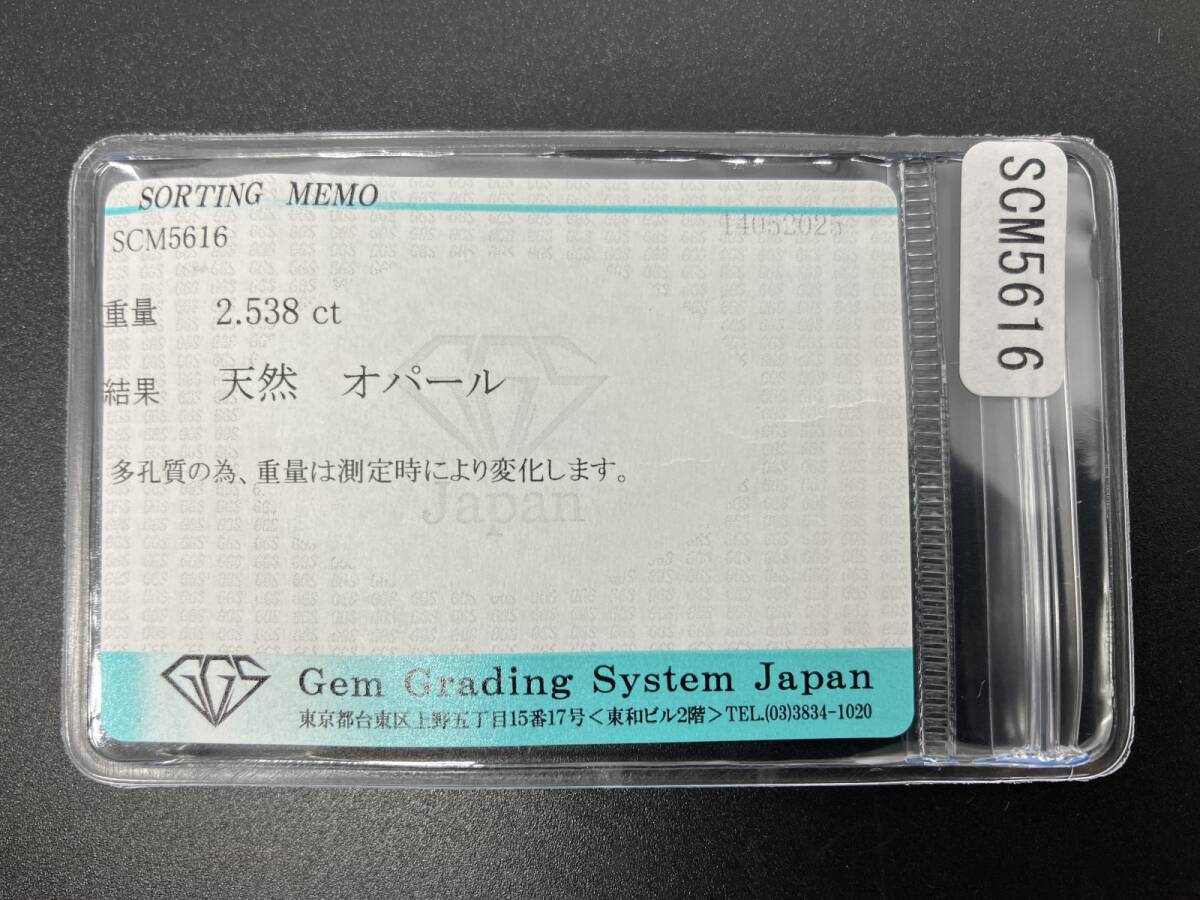 SORTING MEMO
SCM5616
14052025
重量 2.538 ct
結果 天然 オパール
多孔質の為、重量は測定時により変化します。
Japan
GGS
Gem Grading System Japan
東京都台東区上野五丁目15番17号<東和ビル2階>TEL.(03)3834-1020
SCM5616